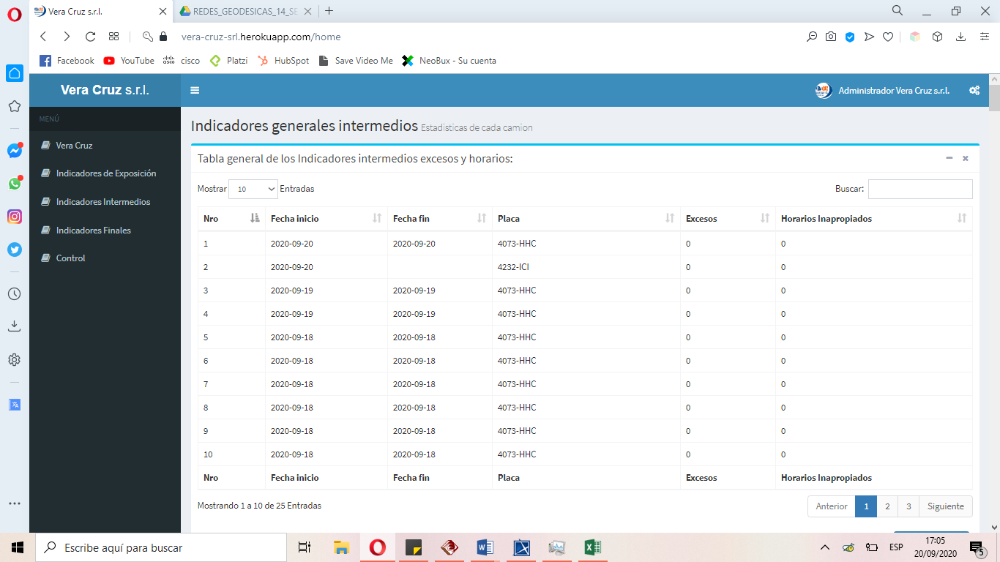 Vera Cruz s.r.l.
REDES_GEODESICAS_14_SE
vera-cruz-srl.herokuapp.com/home
Facebook YouTube cisco Platzi HubSpot Save Video Me NeoBux - Su cuenta
Vera Cruz s.r.l.
Administrador Vera Cruz s.r.l.
MENÚ
Vera Cruz
Indicadores de Exposición
Indicadores Intermedios
Indicadores Finales
Control
Indicadores generales intermedios Estadisticas de cada camion
Tabla general de los Indicadores intermedios excesos y horarios:
Mostrar 10 Entradas
Buscar:
Nro Fecha inicio Fecha fin Placa Excesos Horarios Inapropiados
1 2020-09-20 2020-09-20 4073-HHC 0 0
2 2020-09-20 4232-ICI 0 0
3 2020-09-19 2020-09-19 4073-HHC 0 0
4 2020-09-19 2020-09-19 4073-HHC 0 0
5 2020-09-18 2020-09-18 4073-HHC 0 0
6 2020-09-18 2020-09-18 4073-HHC 0 0
7 2020-09-18 2020-09-18 4073-HHC 0 0
8 2020-09-18 2020-09-18 4073-HHC 0 0
9 2020-09-18 2020-09-18 4073-HHC 0 0
10 2020-09-18 2020-09-18 4073-HHC 0 0
Nro Fecha inicio Fecha fin Placa Excesos Horarios Inapropiados
Mostrando 1 a 10 de 25 Entradas
Anterior 1 2 3 Siguiente
Escribe aquí para buscar
ESP
17:05
20/09/2020
5